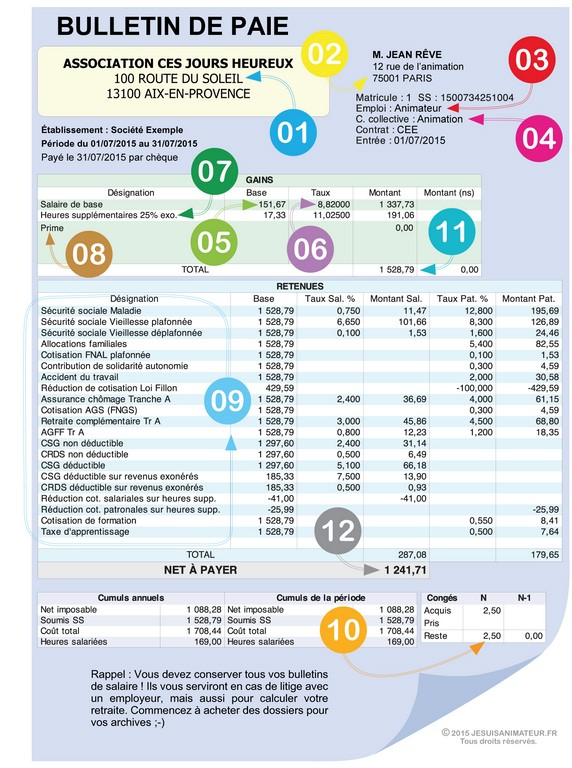 BULLETIN DE PAIE
ASSOCIATION CES JOURS HEUREUX
100 ROUTE DU SOLEIL
13100 AIX-EN-PROVENCE
02
M. JEAN RÊVE
12 rue de l'animation
75001 PARIS
03
Matricule : 1 SS : 1500734251004
Emploi : Animateur
C. collective : Animation
Contrat : CEE
Entrée : 01/07/2015
01
04
Établissement : Société Exemple
Période du 01/07/2015 au 31/07/2015
Payé le 31/07/2015 par chèque
07
GAINS
Désignation Base Taux Montant Montant (ns)
Salaire de base 151,67 8,82000 1 337,73
Heures supplémentaires 25% exo. 17,33 11,02500 191,06
Prime 0,00
08
05
06
11
TOTAL 1 528,79 0,00
RETENUES
Désignation Base Taux Sal. % Montant Sal. Taux Pat. % Montant Pat.
Sécurité sociale Maladie 1 528,79 0,750 11,47 12,800 195,69
Sécurité sociale Vieillesse plafonnée 1 528,79 6,650 101,66 8,300 126,89
Sécurité sociale Vieillesse déplafonnée 1 528,79 0,100 1,53 1,600 24,46
Allocations familiales 1 528,79 5,400 82,55
Cotisation FNAL plafonnée 1 528,79 0,100 1,53
Contribution de solidarité autonomie 1 528,79 0,300 4,59
Accident du travail 1 528,79 2,000 30,58
Réduction de cotisation Loi Fillon 429,59 -100,000 -429,59
Assurance chômage Tranche A 1 528,79 2,400 36,69 4,000 61,15
Cotisation AGS (FNGS) 1 528,79 0,300 4,59
Retraite complémentaire Tr A 1 528,79 3,000 45,86 4,500 68,80
AGFF Tr A 1 528,79 0,800 12,23 1,200 18,35
CSG non déductible 1 297,60 2,400 31,14
CRDS non déductible 1 297,60 0,500 6,49
CSG déductible 1 297,60 5,100 66,18
CSG déductible sur revenus exonérés 185,33 7,500 13,90
CRDS déductible sur revenus exonérés 185,33 0,500 0,93
Réduction cot. salariales sur heures supp. -41,00 -41,00
Réduction cot. patronales sur heures supp. -25,99 -25,99
Cotisation de formation 1 528,79 0,550 8,41
Taxe d'apprentissage 1 528,79 0,500 7,64
09
12
TOTAL 287,08 179,65
NET À PAYER 1 241,71
Cumuls annuels Cumuls de la période
Net imposable 1 088,28 Net imposable 1 088,28
Soumis SS 1 528,79 Soumis SS 1 528,79
Coût total 1 708,44 Coût total 1 708,44
Heures salariées 169,00 Heures salariées 169,00
10
Congés N N-1
Acquis 2,50
Pris
Reste 2,50 0,00
Rappel : Vous devez conserver tous vos bulletins
de salaire ! Ils vous serviront en cas de litige avec
un employeur, mais aussi pour calculer votre
retraite. Commencez à acheter des dossiers pour
vos archives ;-)
© 2015 JESUISANIMATEUR.FR
Tous droits réservés.